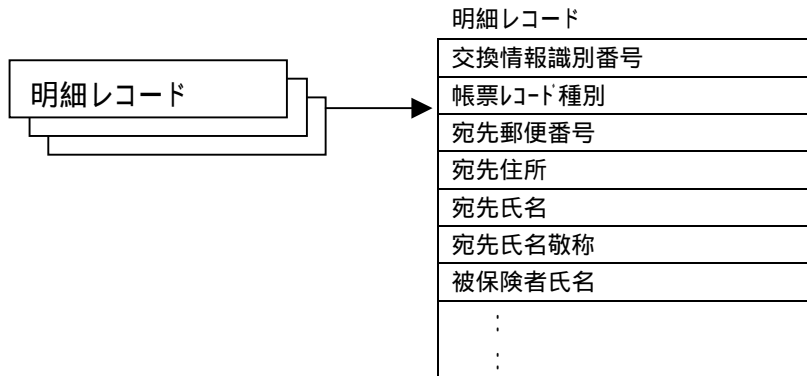 明細レコード
明細レコード
交換情報識別番号
帳票ﾚｺｰﾄﾞ種別
宛先郵便番号
宛先住所
宛先氏名
宛先氏名敬称
被保険者氏名
:
: